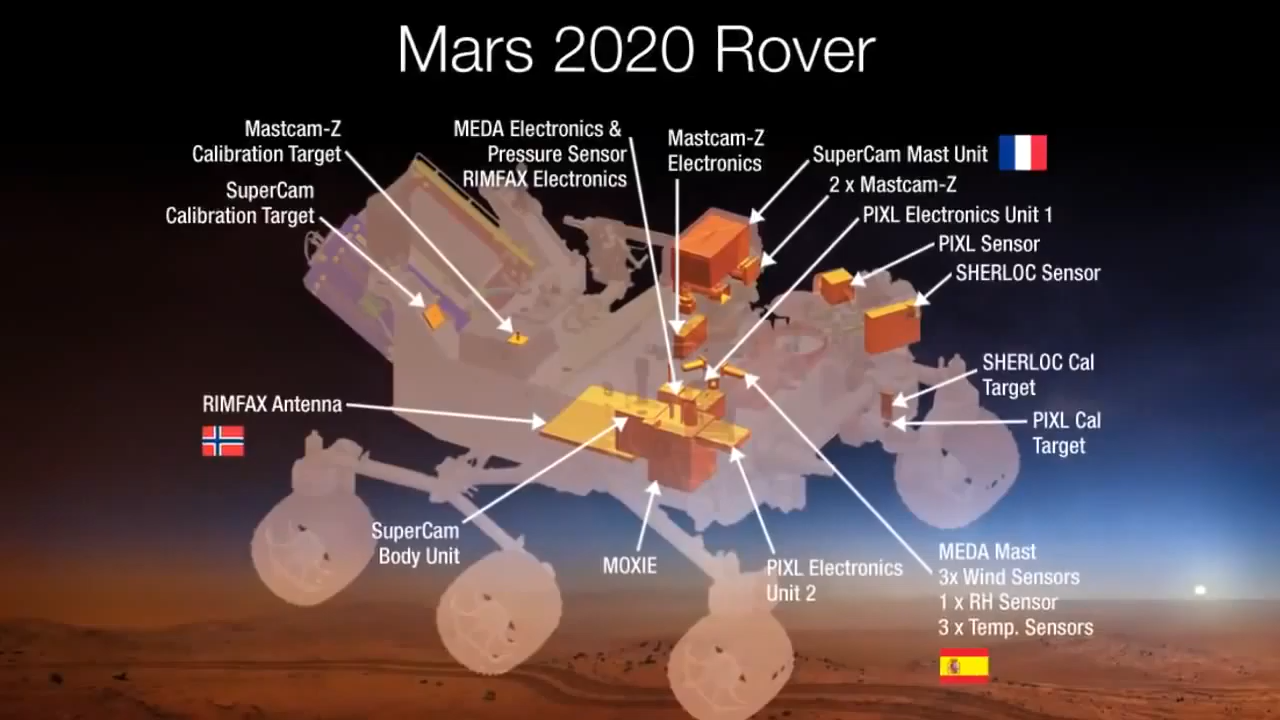 Mars 2020 Rover
Mastcam-Z
Calibration Target
SuperCam
Calibration Target
MEDA Electronics &
Pressure Sensor
RIMFAX Electronics
Mastcam-Z
Electronics
SuperCam Mast Unit
2 x Mastcam-Z
PIXL Electronics Unit 1
PIXL Sensor
SHERLOC Sensor
SHERLOC Cal
Target
PIXL Cal
Target
RIMFAX Antenna
SuperCam
Body Unit
MOXIE
PIXL Electronics
Unit 2
MEDA Mast
3x Wind Sensors
1 x RH Sensor
3 x Temp. Sensors